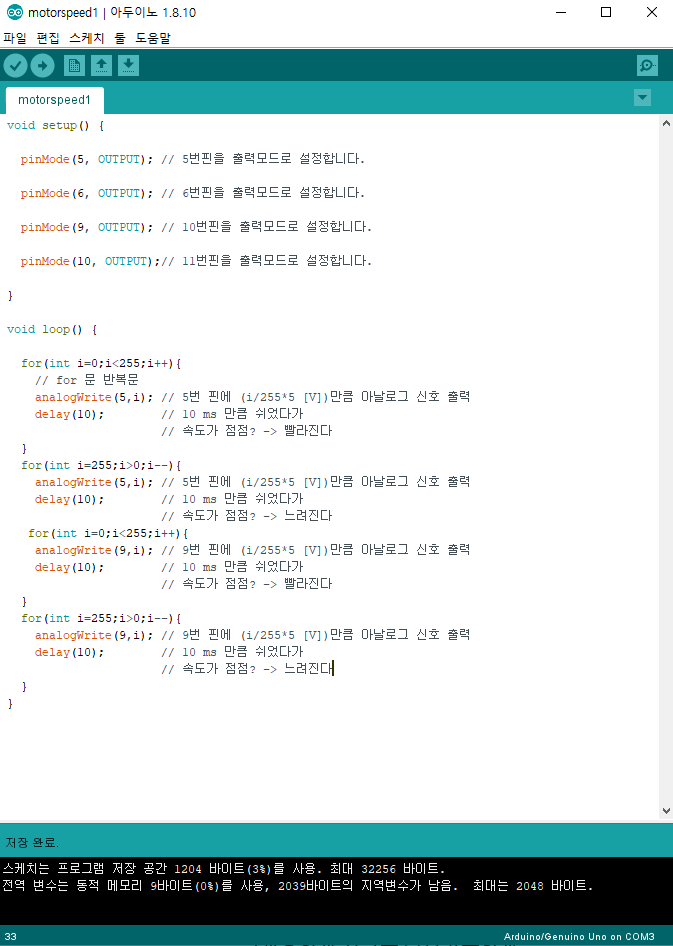 motorspeed1 | 아두이노 1.8.10
파일 편집 스케치 툴 도움말
motorspeed1
void setup() {
pinMode(5, OUTPUT); // 5번핀을 출력모드로 설정합니다.
pinMode(6, OUTPUT); // 6번핀을 출력모드로 설정합니다.
pinMode(9, OUTPUT); // 10번핀을 출력모드로 설정합니다.
pinMode(10, OUTPUT);// 11번핀을 출력모드로 설정합니다.
}
void loop() {
for(int i=0;i<255;i++){
// for 문 반복문
analogWrite(5,i); // 5번 핀에 (i/255*5 [V])만큼 아날로그 신호 출력
delay(10); // 10 ms 만큼 쉬었다가
// 속도가 점점? -> 빨라진다
}
for(int i=255;i>0;i--){
analogWrite(5,i); // 5번 핀에 (i/255*5 [V])만큼 아날로그 신호 출력
delay(10); // 10 ms 만큼 쉬었다가
// 속도가 점점? -> 느려진다
for(int i=0;i<255;i++){
analogWrite(9,i); // 9번 핀에 (i/255*5 [V])만큼 아날로그 신호 출력
delay(10); // 10 ms 만큼 쉬었다가
// 속도가 점점? -> 빨라진다
}
for(int i=255;i>0;i--){
analogWrite(9,i); // 9번 핀에 (i/255*5 [V])만큼 아날로그 신호 출력
delay(10); // 10 ms 만큼 쉬었다가
// 속도가 점점? -> 느려진다
}
}
저장 완료.
스케치는 프로그램 저장 공간 1204 바이트(3%)를 사용. 최대 32256 바이트.
전역 변수는 동적 메모리 9바이트(0%)를 사용, 2039바이트의 지역변수가 남음. 최대는 2048 바이트.
33 Arduino/Genuino Uno on COM3